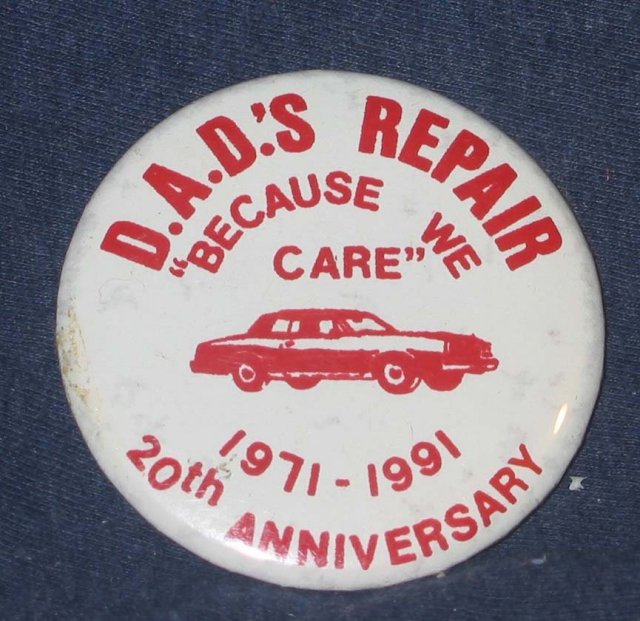 D.A.D.'S REPAIR
"BECAUSE WE
CARE"
1971-1991
20th ANNIVERSARY